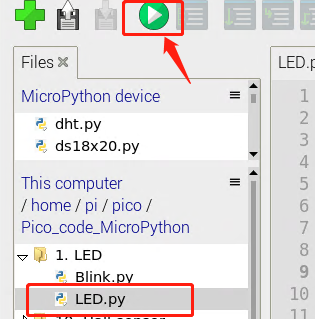 Files
LED.p
MicroPython device
dht.py
ds18x20.py
This computer
/ home / pi / pico /
Pico_code_MicroPython
1. LED
Blink.py
LED.py
1
2
3
4
5
6
7
8
9
10
11